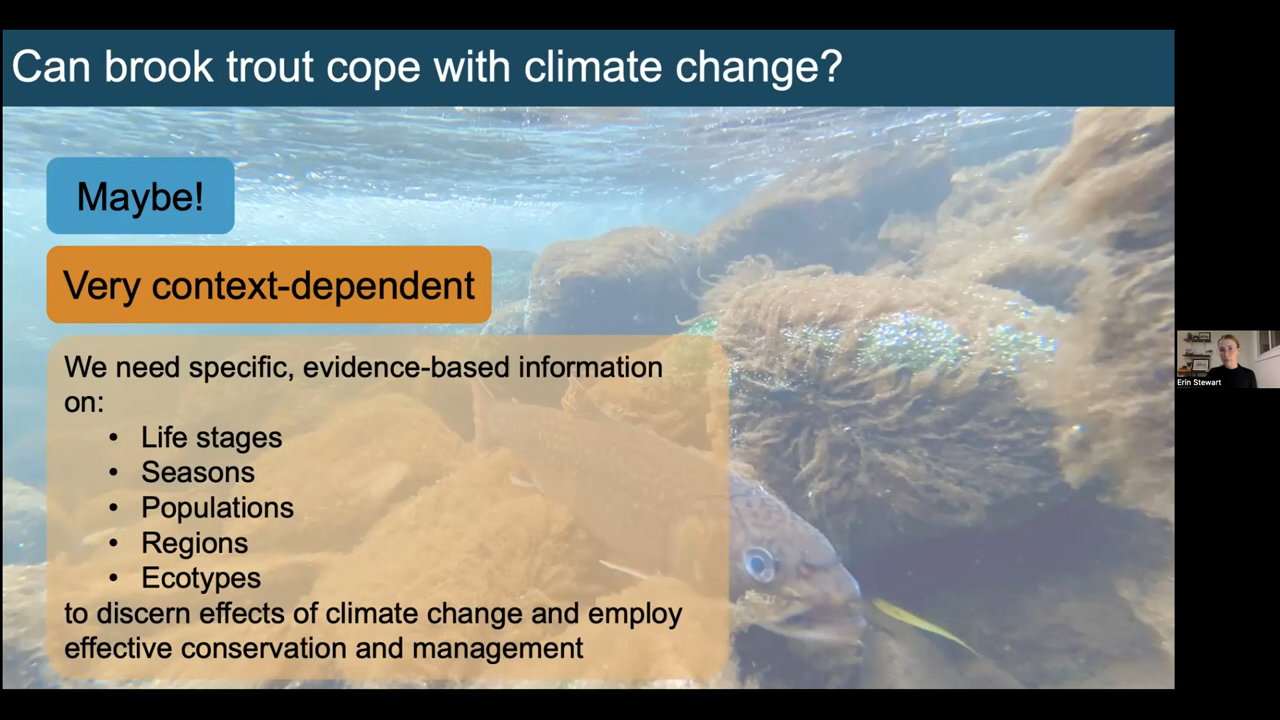 Can brook trout cope with climate change?
Maybe!
Very context-dependent
We need specific, evidence-based information
on:
• Life stages
• Seasons
• Populations
• Regions
• Ecotypes
to discern effects of climate change and employ
effective conservation and management
Erin Stewart